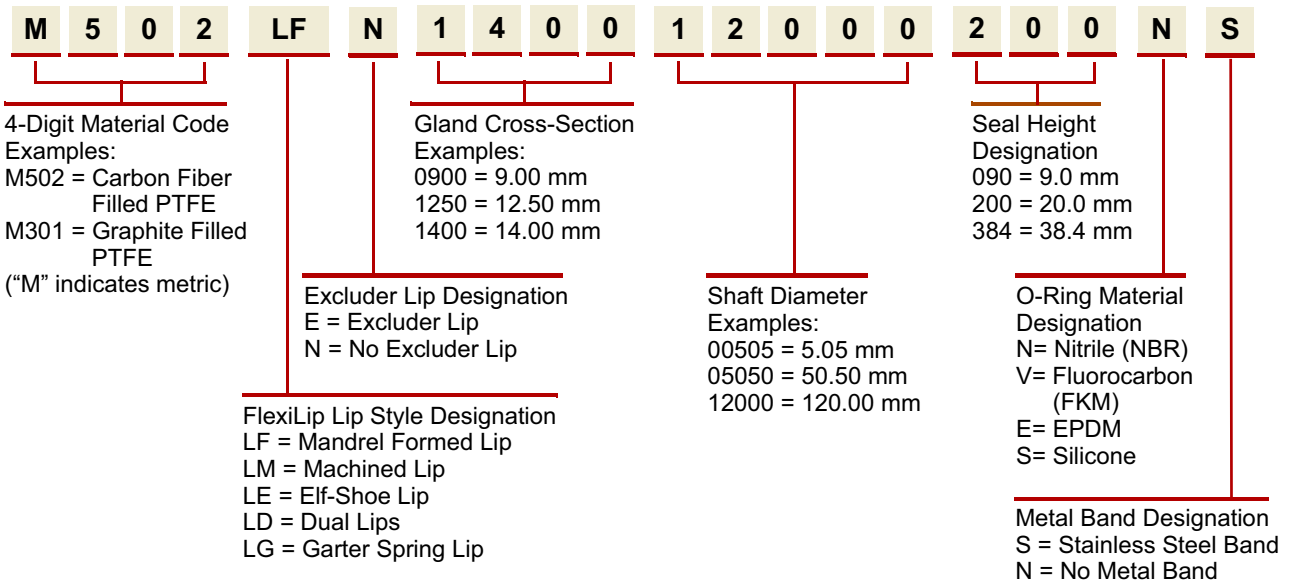 M 5 0 2 LF N 1 4 0 0 1 2 0 0 0 2 0 0 N S
4-Digit Material Code
Examples:
M502 = Carbon Fiber
Filled PTFE
M301 = Graphite Filled
PTFE
(“M” indicates metric)
Gland Cross-Section
Examples:
0900 = 9.00 mm
1250 = 12.50 mm
1400 = 14.00 mm
Seal Height
Designation
090 = 9.0 mm
200 = 20.0 mm
384 = 38.4 mm
Excluder Lip Designation
E = Excluder Lip
N = No Excluder Lip
Shaft Diameter
Examples:
00505 = 5.05 mm
05050 = 50.50 mm
12000 = 120.00 mm
O-Ring Material
Designation
N= Nitrile (NBR)
V= Fluorocarbon
(FKM)
E= EPDM
S= Silicone
FlexiLip Lip Style Designation
LF = Mandrel Formed Lip
LM = Machined Lip
LE = Elf-Shoe Lip
LD = Dual Lips
LG = Garter Spring Lip
Metal Band Designation
S = Stainless Steel Band
N = No Metal Band